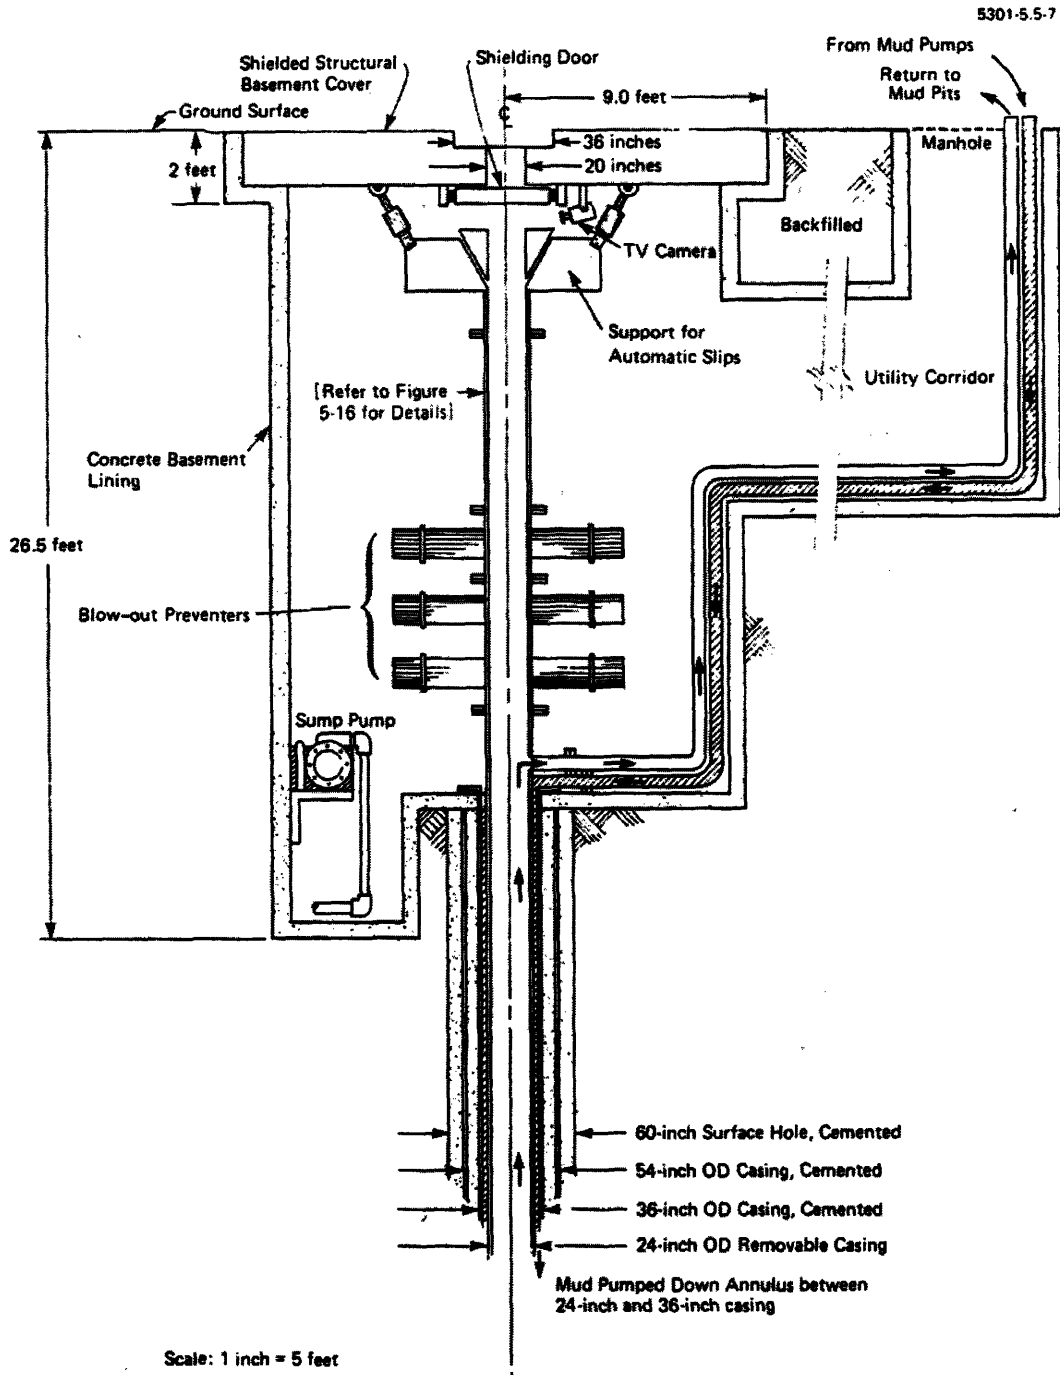 5301-5.5-7
From Mud Pumps
Return to
Mud Pits
Shielded Structural
Basement Cover
Shielding Door
Ground Surface
9.0 feet
℄
2 feet
36 inches
20 inches
Manhole
Backfilled
TV Camera
Support for
Automatic Slips
Utility Corridor
[Refer to Figure
5-16 for Details]
Concrete Basement
Lining
26.5 feet
Blow-out Preventers
Sump Pump
60-inch Surface Hole, Cemented
54-inch OD Casing, Cemented
36-inch OD Casing, Cemented
24-inch OD Removable Casing
Mud Pumped Down Annulus between
24-inch and 36-inch casing
Scale: 1 inch = 5 feet